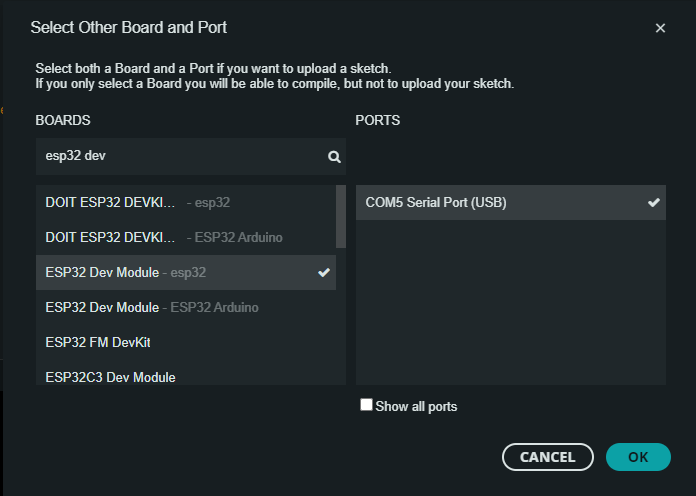 Select Other Board and Port
Select both a Board and a Port if you want to upload a sketch.
If you only select a Board you will be able to compile, but not to upload your sketch.
BOARDS
esp32 dev
DOIT ESP32 DEVKI... - esp32
DOIT ESP32 DEVKI... - ESP32 Arduino
ESP32 Dev Module - esp32
ESP32 Dev Module - ESP32 Arduino
ESP32 FM DevKit
ESP32C3 Dev Module
PORTS
COM5 Serial Port (USB)
Show all ports
CANCEL
OK